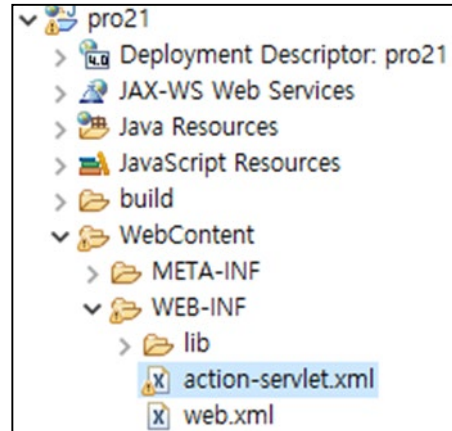 pro21
Deployment Descriptor: pro21
JAX-WS Web Services
Java Resources
JavaScript Resources
build
WebContent
META-INF
WEB-INF
lib
action-servlet.xml
web.xml